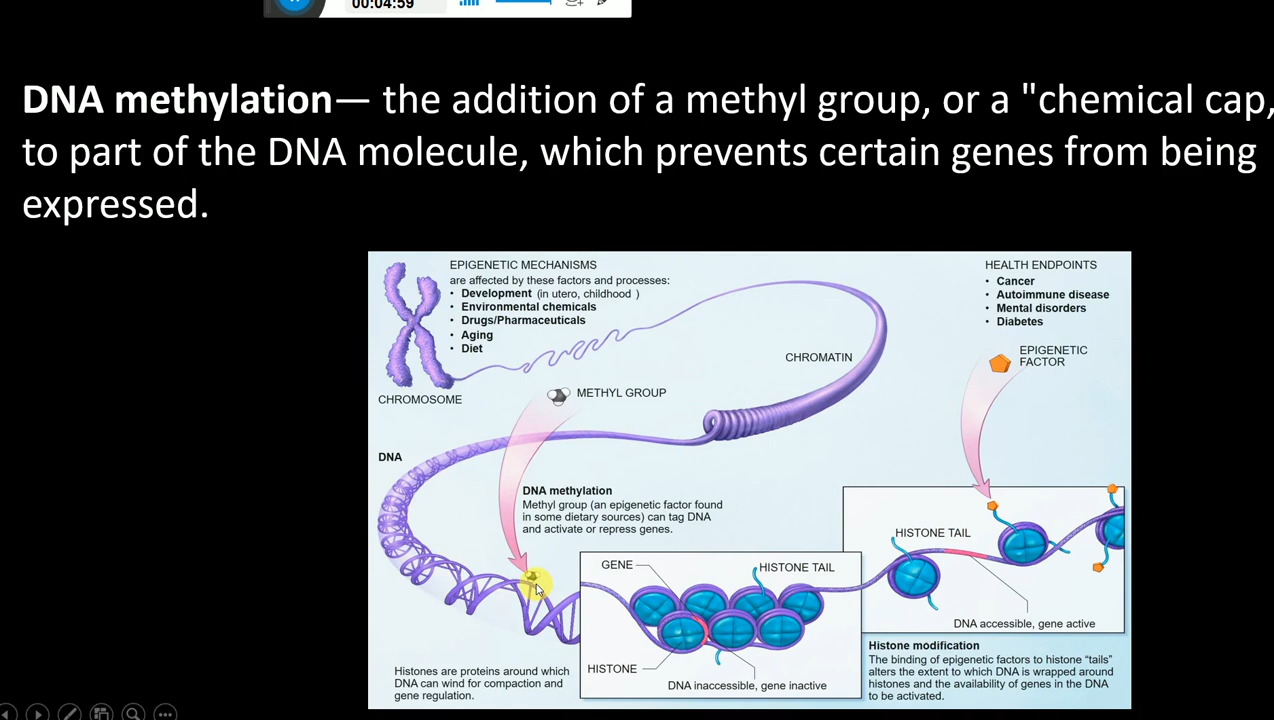 00:04:59
DNA methylation— the addition of a methyl group, or a "chemical cap,
to part of the DNA molecule, which prevents certain genes from being
expressed.
EPIGENETIC MECHANISMS
are affected by these factors and processes:
• Development (in utero, childhood )
• Environmental chemicals
• Drugs/Pharmaceuticals
• Aging
• Diet
HEALTH ENDPOINTS
• Cancer
• Autoimmune disease
• Mental disorders
• Diabetes
EPIGENETIC
FACTOR
CHROMATIN
CHROMOSOME
METHYL GROUP
DNA
DNA methylation
Methyl group (an epigenetic factor found
in some dietary sources) can tag DNA
and activate or repress genes.
HISTONE TAIL
GENE
HISTONE TAIL
DNA accessible, gene active
HISTONE
DNA inaccessible, gene inactive
Histones are proteins around which
DNA can wind for compaction and
gene regulation.
Histone modification
The binding of epigenetic factors to histone “tails”
alters the extent to which DNA is wrapped around
histones and the availability of genes in the DNA
to be activated.